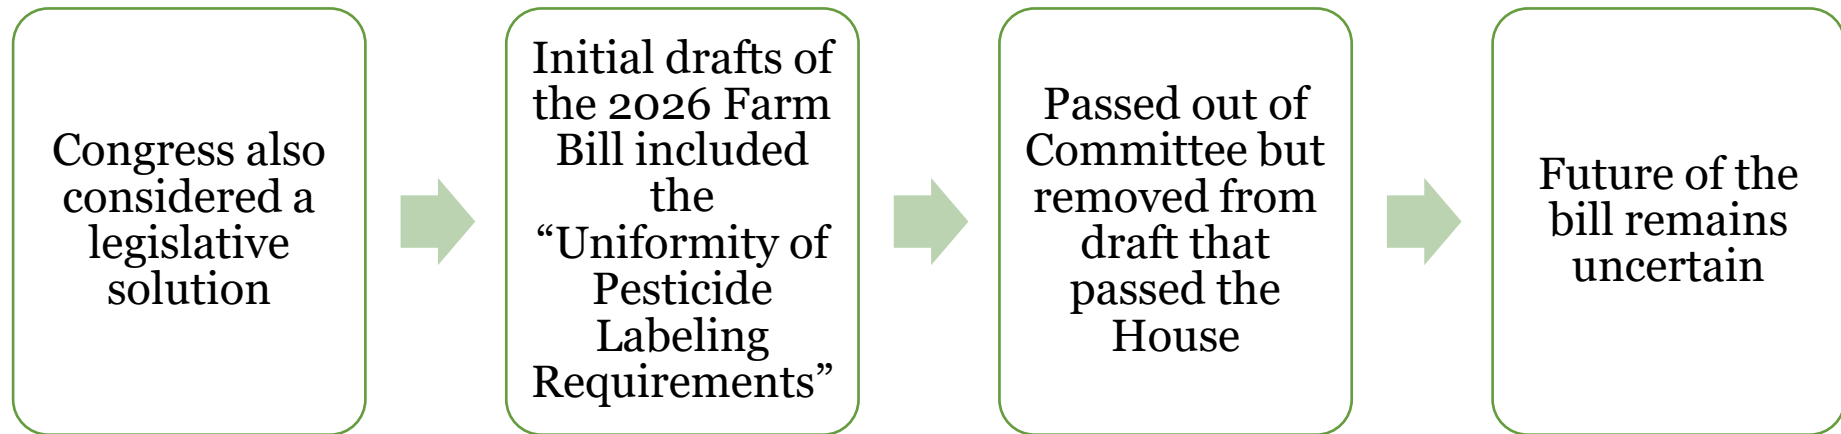 Congress also
considered a
legislative
solution
Initial drafts of
the 2026 Farm
Bill included
the
“Uniformity of
Pesticide
Labeling
Requirements”
Passed out of
Committee but
removed from
draft that
passed the
House
Future of the
bill remains
uncertain